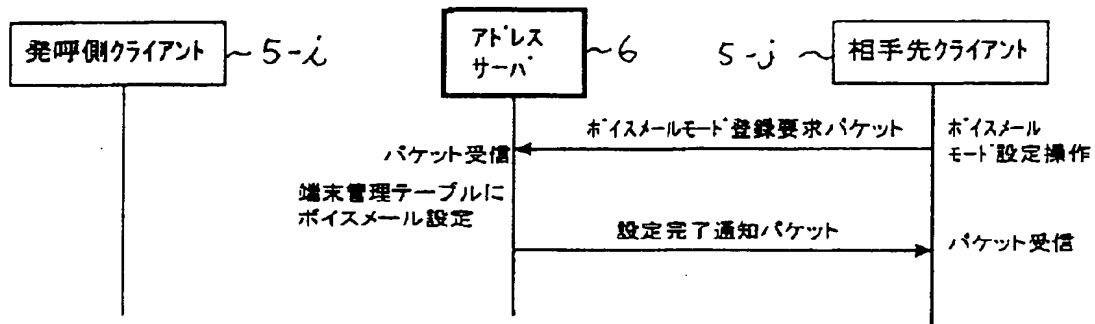 発呼側クライアント ～5-i
アドレス
サーバ
～6
5-j～
相手先クライアント
ボイスメールモード登録要求パケット
ボイスメール
モード設定操作
パケット受信
端末管理テーブルに
ボイスメール設定
設定完了通知パケット
パケット受信